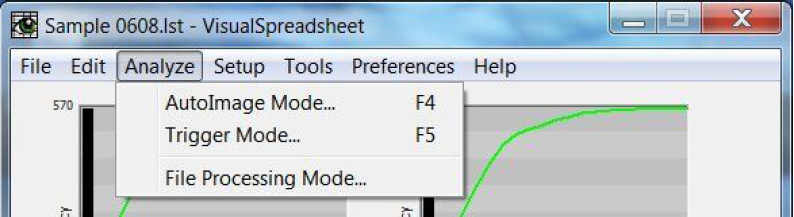 Sample 0608.lst - VisualSpreadsheet
File Edit Analyze Setup Tools Preferences Help
570
AutoImage Mode... F4
Trigger Mode... F5
File Processing Mode...